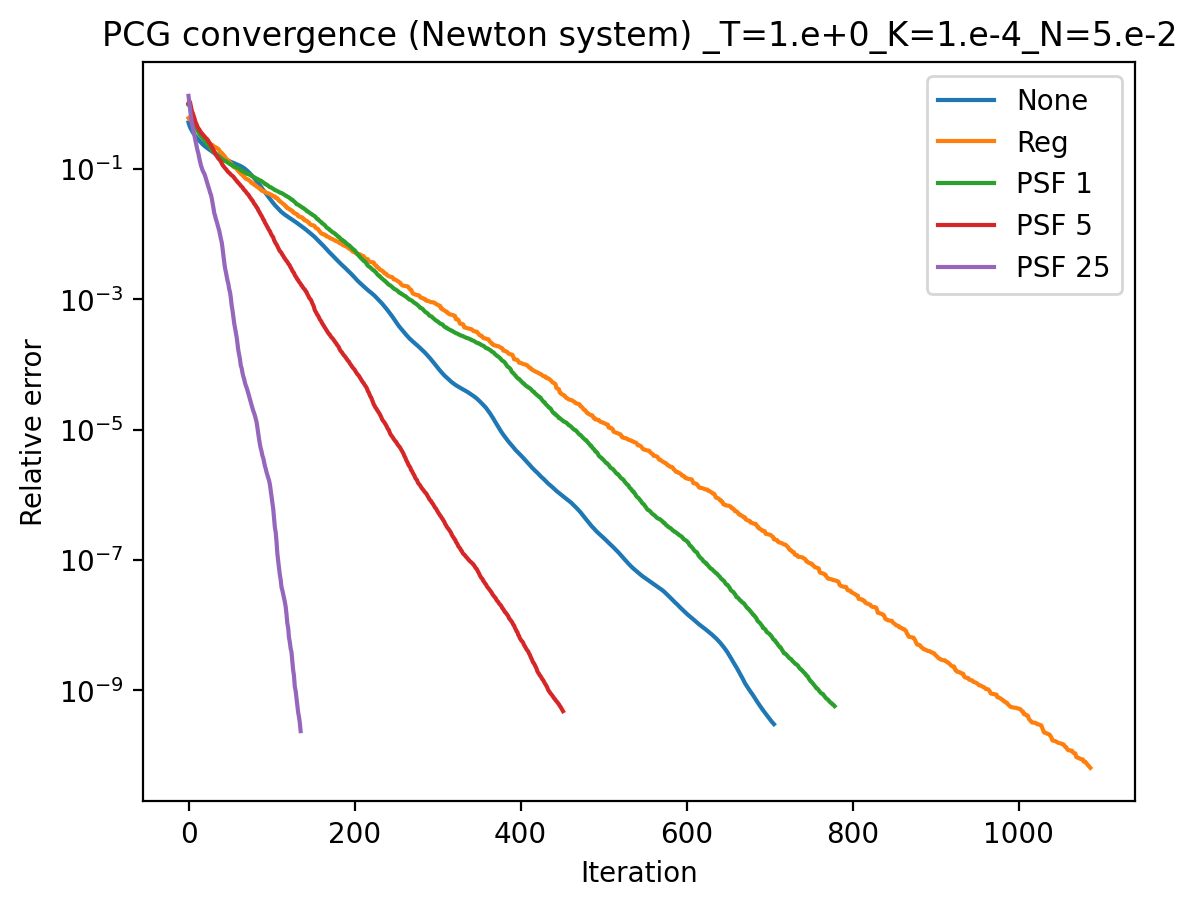 PCG convergence (Newton system) _T=1.e+0_K=1.e-4_N=5.e-2
None
Reg
PSF 1
PSF 5
PSF 25
10⁻¹
10⁻³
10⁻⁵
10⁻⁷
10⁻⁹
Relative error
0 200 400 600 800 1000
Iteration